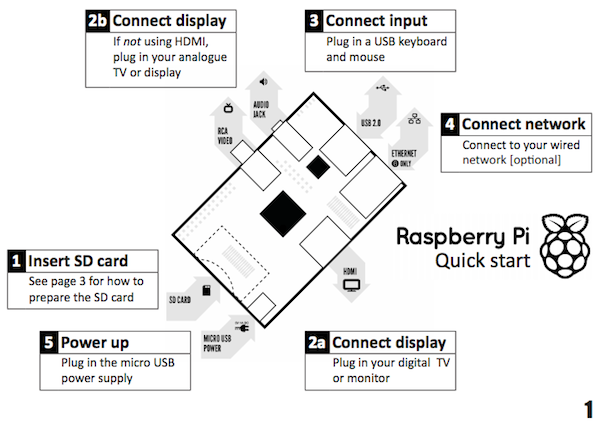 2b Connect display
If not using HDMI,
plug in your analogue
TV or display
3 Connect input
Plug in a USB keyboard
and mouse
4 Connect network
Connect to your wired
network [optional]
AUDIO
JACK
RCA
VIDEO
USB 2.0
ETHERNET
B ONLY
Raspberry Pi
Quick start
1 Insert SD card
See page 3 for how to
prepare the SD card
SD CARD
HDMI
MICRO USB
POWER
5 Power up
Plug in the micro USB
power supply
2a Connect display
Plug in your digital TV
or monitor
1